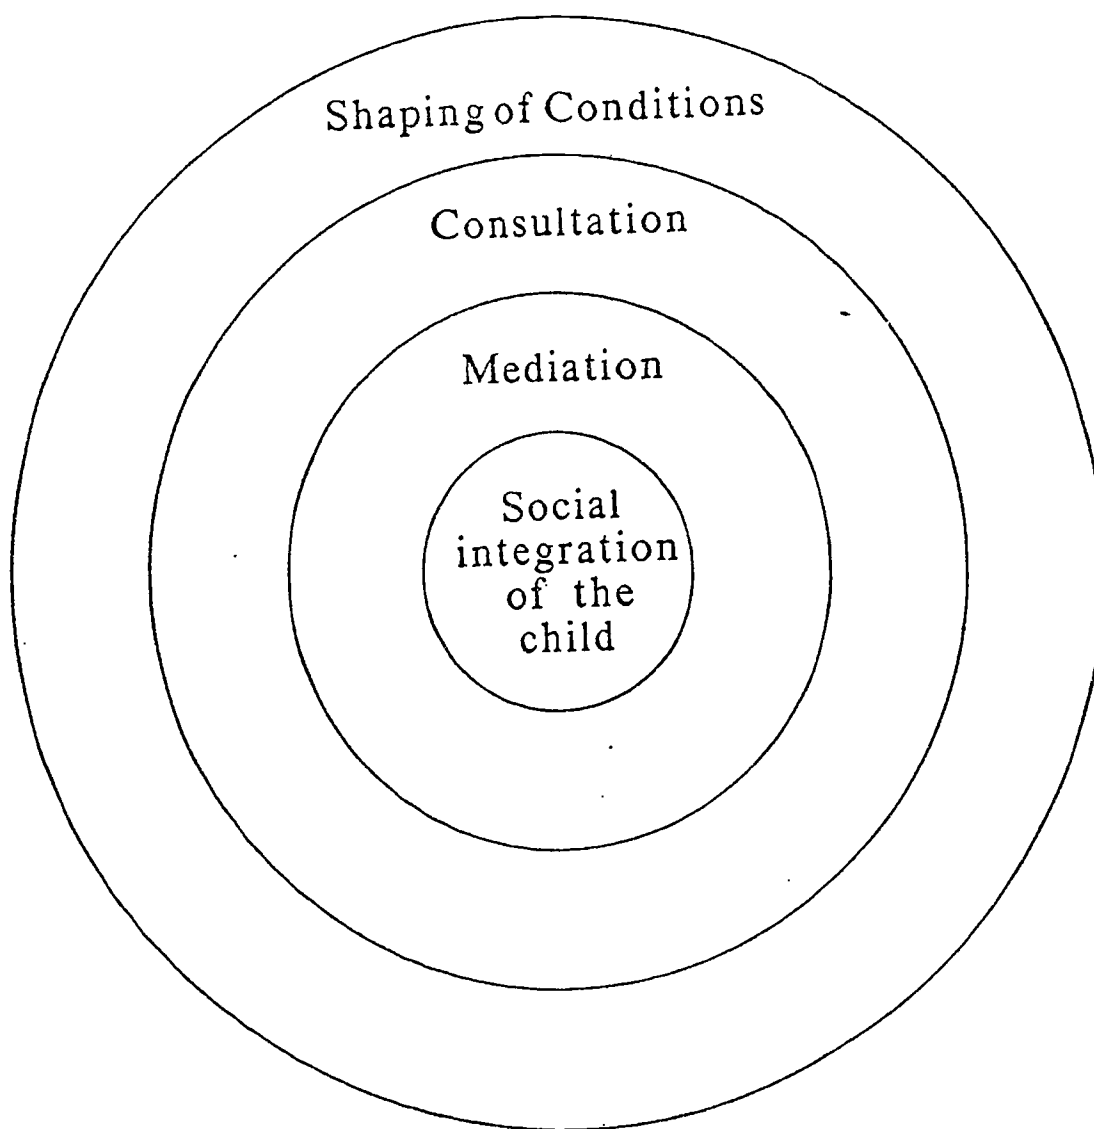 Shaping of Conditions
Consultation
Mediation
Social
integration
of the
child